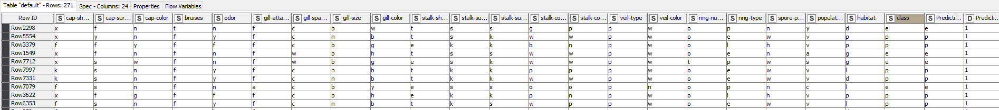 Table "default" - Rows: 271 Spec - Columns: 24 Properties Flow Variables
Row ID S cap-sh... S cap-sur... S cap-color S bruises S odor S gill-atta... S gill-spa... S gill-size S gill-color S stalk-sh... S stalk-su... S stalk-su... S stalk-co... S stalk-co... S veil-type S veil-color S ring-nu... S ring-type S spore-p... S populat... S habitat S class S Predicti... D Predicti...
Row2298 x f n t n f c b w t s s g p p w o p n y d e e 1
Row5554 x y n f y f c n b t s k w w p w o e w v p p p 1
Row3379 f f y f f f c b g e k k b n p w o l h v p p p 1
Row1549 x f n f n f w b h t s s w w p w o e n a g e e 1
Row7712 x s w f n f w b g e s k w w p w t p w s g e e 1
Row7997 k s n f y f c n b t k k p p p w o e w v l p p 1
Row7331 k s n f y f c n b t k k w w p w o e w v d p p 1
Row7079 f s n f n a c b y e s s o o p n o p n c l e e 1
Row3622 x f g f f f c b h e k k p n p w o l h v p p p 1
Row6353 f s n f y f c n b t k s w p p w o e w v l p p 1